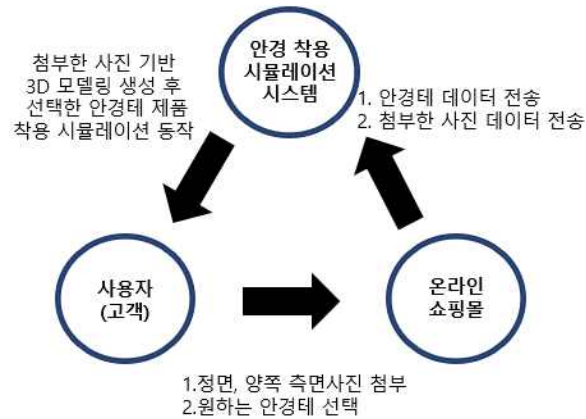 안경 착용
시뮬레이션
시스템
첨부한 사진 기반
3D 모델링 생성 후
선택한 안경테 제품
착용 시뮬레이션 동작
1. 안경테 데이터 전송
2. 첨부한 사진 데이터 전송
사용자
(고객)
온라인
쇼핑몰
1.정면, 양쪽 측면사진 첨부
2.원하는 안경테 선택